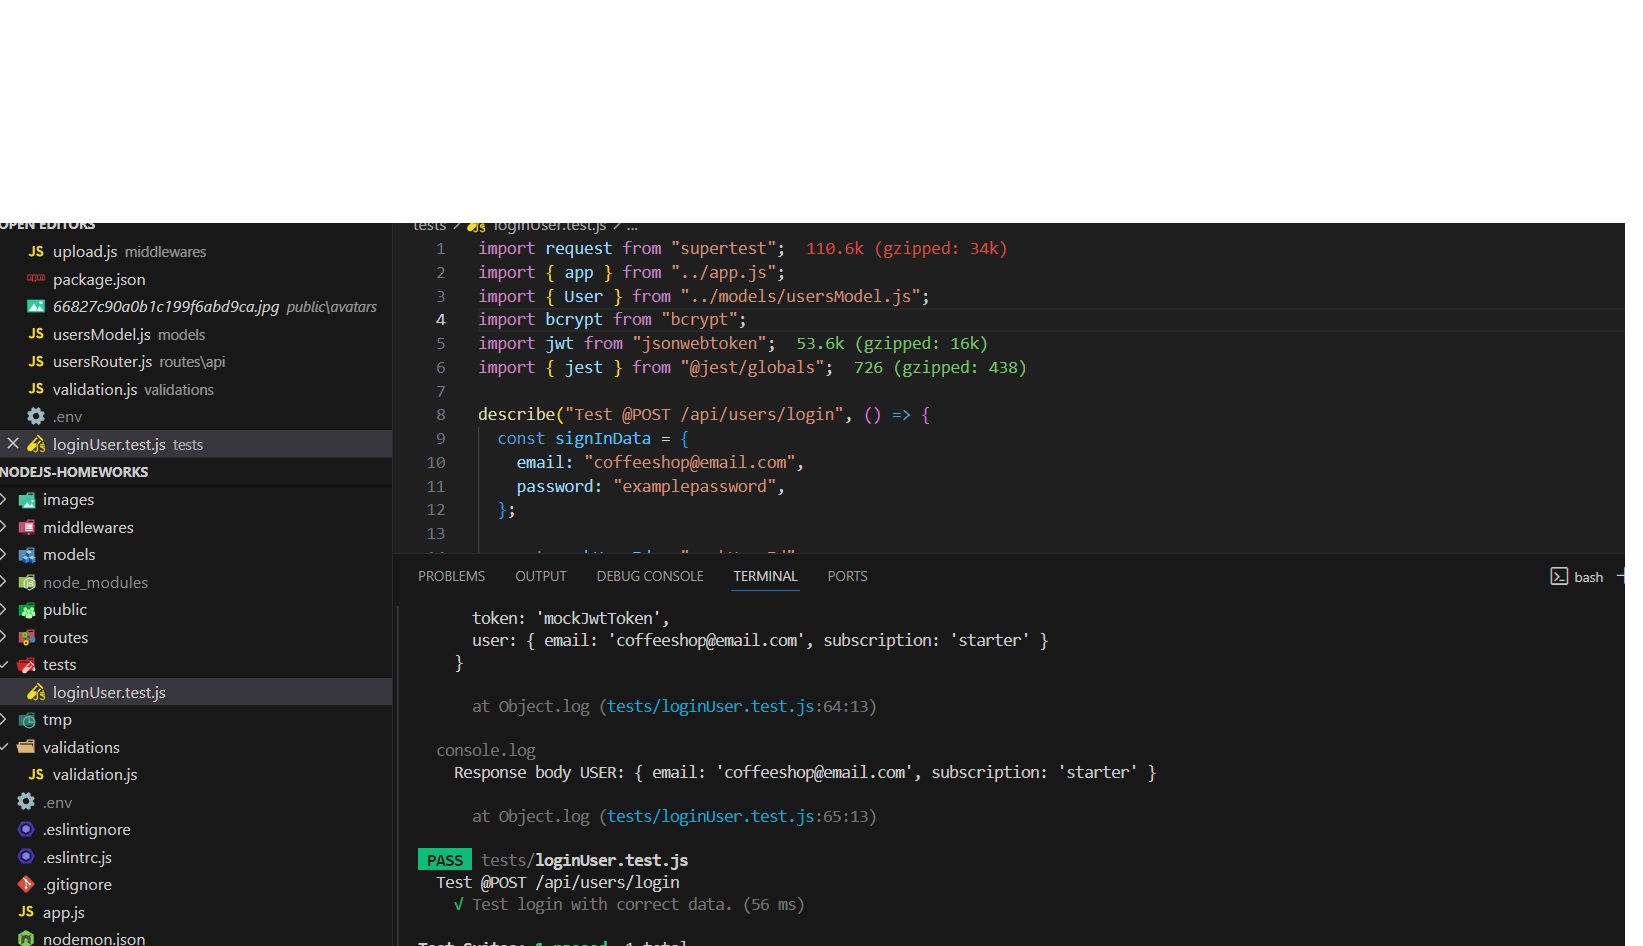 OPEN EDITORS
JS upload.js middlewares
package.json
66827c90a0b1c199f6abd9ca.jpg public\avatars
JS usersModel.js models
JS usersRouter.js routes\api
JS validation.js validations
.env
loginUser.test.js tests
NODEJS-HOMEWORKS
images
middlewares
models
node_modules
public
routes
tests
loginUser.test.js
tmp
validations
JS validation.js
.env
.eslintignore
.eslintrc.js
.gitignore
JS app.js
nodemon.json
tests > loginUser.test.js > ...
1 import request from "supertest"; 110.6k (gzipped: 34k)
2 import { app } from "../app.js";
3 import { User } from "../models/usersModel.js";
4 import bcrypt from "bcrypt";
5 import jwt from "jsonwebtoken"; 53.6k (gzipped: 16k)
6 import { jest } from "@jest/globals"; 726 (gzipped: 438)
7
8 describe("Test @POST /api/users/login", () => {
9 const signInData = {
10 email: "coffeeshop@email.com",
11 password: "examplepassword",
12 };
13
PROBLEMS OUTPUT DEBUG CONSOLE TERMINAL PORTS bash
token: 'mockJwtToken',
user: { email: 'coffeeshop@email.com', subscription: 'starter' }
}
at Object.log (tests/loginUser.test.js:64:13)
console.log
Response body USER: { email: 'coffeeshop@email.com', subscription: 'starter' }
at Object.log (tests/loginUser.test.js:65:13)
PASS tests/loginUser.test.js
Test @POST /api/users/login
√ Test login with correct data. (56 ms)
Test Suites: 1 passed, 1 total